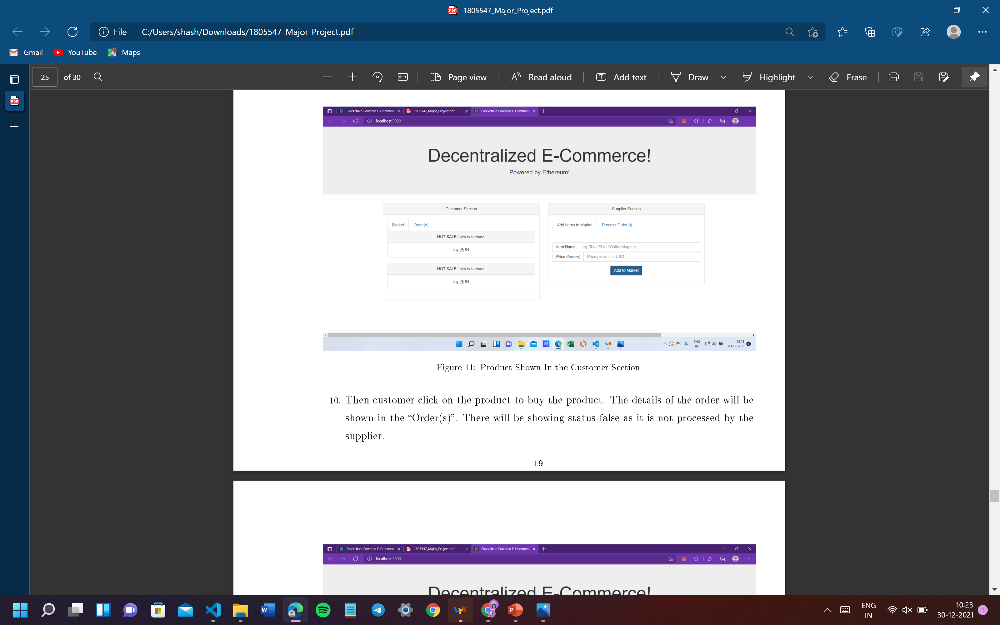 1805547_Major_Project.pdf
File
C:/Users/shash/Downloads/1805547_Major_Project.pdf
Gmail
YouTube
Maps
25 of 30
Page view
Read aloud
Add text
Draw
Highlight
Erase
Blockchain Powered E-Commerc
1805547_Major_Project.pdf
Blockchain Powered E-Commerc
localhost:3000
Decentralized E-Commerce!
Powered by Ethereum!
Customer Section
Market
Order(s)
HOT SALE! Click to purchase!
toy @ $4
HOT SALE! Click to purchase!
toy @ $4
Supplier Section
Add Items to Market
Process Order(s)
Item Name
eg. Toy / Shirt / CoffeeMug etc.,
Price (Rupees)
Price per unit in USD
Add to Market
ENG
IN
22:18
29-12-2021
4
Figure 11: Product Shown In the Customer Section
10. Then customer click on the product to buy the product. The details of the order will be
shown in the “Order(s)”. There will be showing status false as it is not processed by the
supplier.
19
Blockchain Powered E-Commerc
1805547_Major_Project.pdf
Blockchain Powered E-Commerc
localhost:3000
Decentralized E-Commerce!
ENG
IN
10:23
30-12-2021
1